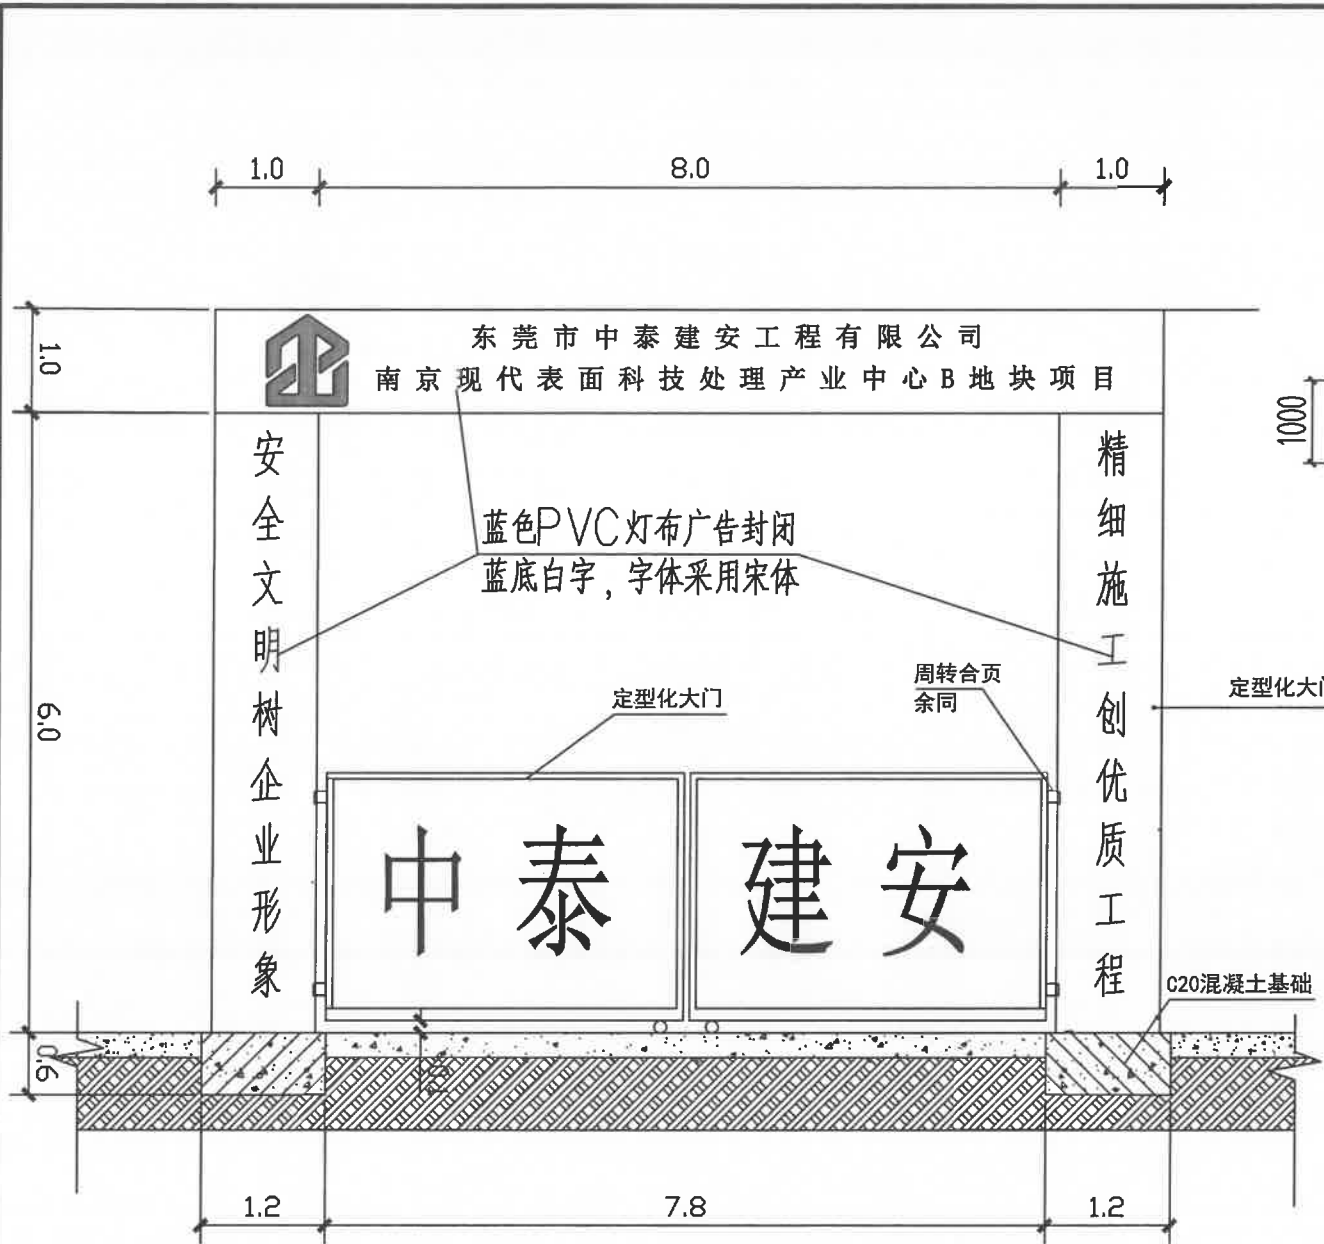 1.0
8.0
1.0
1.0
东莞市中泰建安工程有限公司
南京现代表面科技处理产业中心B地块项目
1000
安全文明树企业形象
精细施工创优质工程
蓝色PVC灯布广告封闭
蓝底白字，字体采用宋体
周转合页
余同
定型化大门
定型化大门
6.0
中泰建安
C20混凝土基础
0.6
1.2
7.8
1.2